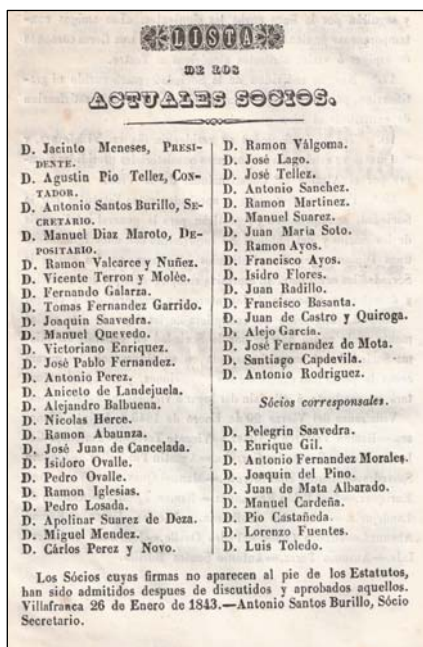 LISTA
DE LOS
ACTUALES SOCIOS.
D. Jacinto Meneses, PRESI-
DENTE.
D. Agustin Pio Tellez, CON-
TADOR.
D. Antonio Santos Burillo, SE-
CRETARIO.
D. Manuel Diaz Maroto, DE-
POSITARIO.
D. Ramon Valcarce y Nuñez.
D. Vicente Terron y Molée.
D. Fernando Galarza.
D. Tomas Fernandez Garrido.
D. Joaquin Saavedra.
D. Manuel Quevedo.
D. Victoriano Enriquez.
D. José Pablo Fernandez.
D. Antonio Perez.
D. Aniceto de Landejuela.
D. Alejandro Balbuena.
D. Nicolas Herce.
D. Ramon Abaunza.
D. José Juan de Cancelada.
D. Isidoro Ovalle.
D. Pedro Ovalle.
D. Ramon Iglesias.
D. Pedro Losada.
D. Apolinar Suarez de Deza.
D. Miguel Mendez.
D. Cárlos Perez y Novo.
D. Ramon Válgoma.
D. José Lago.
D. José Tellez.
D. Antonio Sanchez.
D. Ramon Martinez.
D. Manuel Suarez.
D. Juan Maria Soto.
D. Ramon Ayos.
D. Francisco Ayos.
D. Isidro Flores.
D. Juan Radillo.
D. Francisco Basanta.
D. Juan de Castro y Quiroga.
D. Alejo García.
D. José Fernandez de Mota.
D. Santiago Capdevila.
D. Antonio Rodriguez.
Sócios corresponsales.
D. Pelegrin Saavedra.
D. Enrique Gil.
D. Antonio Fernandez Morales.
D. Joaquin del Pino.
D. Juan de Mata Albarado.
D. Manuel Cardeña.
D. Pio Castañeda.
D. Lorenzo Fuentes.
D. Luis Toledo.
Los Sócios cuyas firmas no aparecen al pie de los Estatutos,
han sido admitidos despues de discutidos y aprobados aquellos.
Villafranca 26 de Enero de 1843.—Antonio Santos Burillo, Sócio
Secretario.